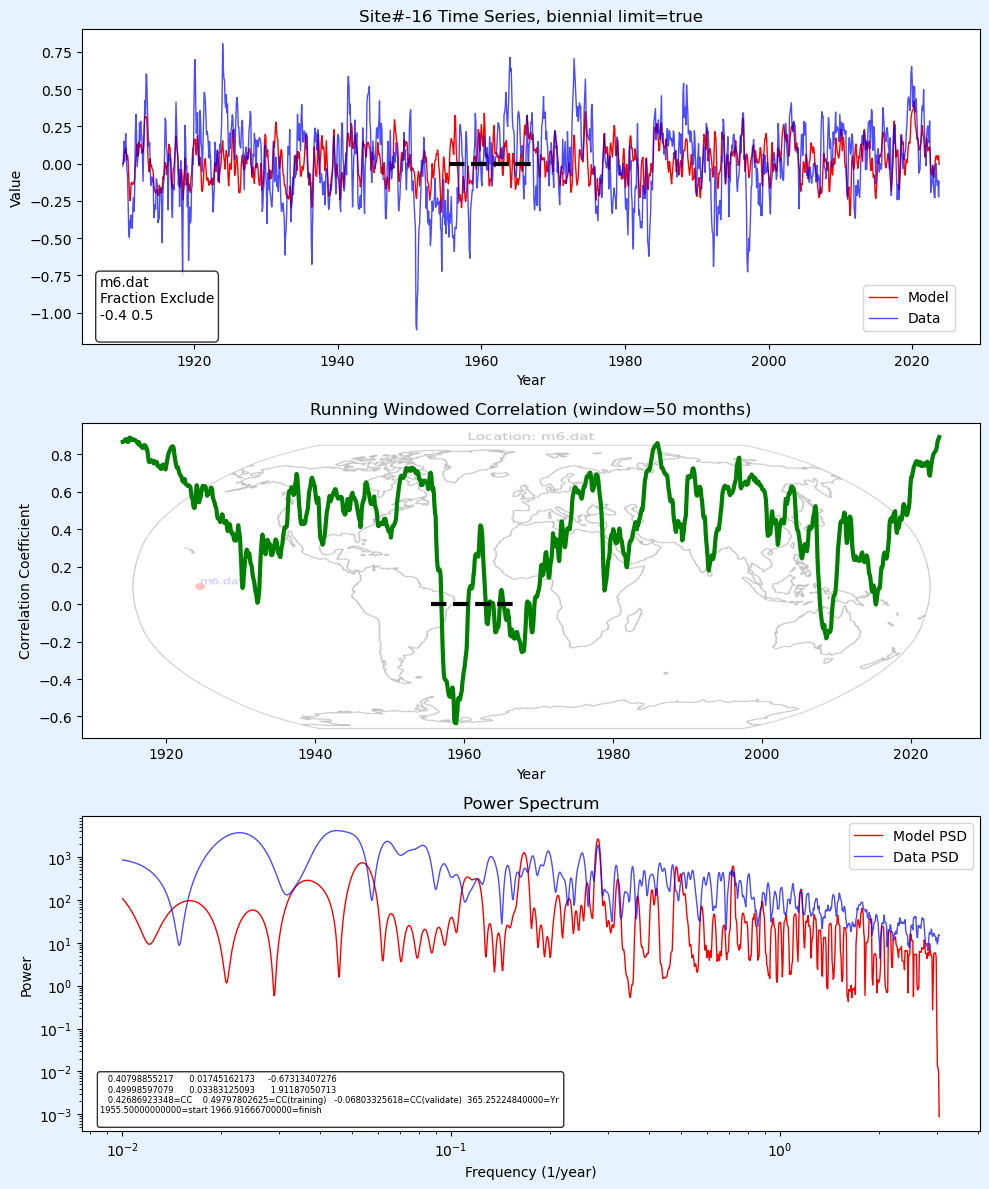 Site#-16 Time Series, biennial limit=true
Value
0.75
0.50
0.25
0.00
−0.25
−0.50
−0.75
−1.00
m6.dat
Fraction Exclude
-0.4 0.5
Model
Data
1920 1940 1960 1980 2000 2020
Year
Running Windowed Correlation (window=50 months)
Location: m6.dat
Correlation Coefficient
0.8
0.6
0.4
0.2
0.0
−0.2
−0.4
−0.6
m6.dat
1920 1940 1960 1980 2000 2020
Year
Power Spectrum
Power
10³
10²
10¹
10⁰
10⁻¹
10⁻²
10⁻³
Model PSD
Data PSD
0.40798855217 0.01745162173 -0.67313407276
0.49998597079 0.03383125093 1.91187050713
0.42686923348=CC 0.49797802625=CC(training) -0.06803325618=CC(validate) 365.25224840000=Yr
1955.50000000000=start 1966.91666700000=finish
10⁻² 10⁻¹ 10⁰
Frequency (1/year)